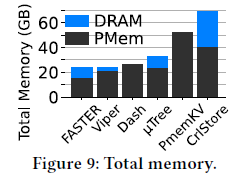 DRAM
PMem
Total Memory (GB)
60
40
20
0
FASTER
Viper
Dash
µTree
PmemKV
CrlStore
Figure 9: Total memory.